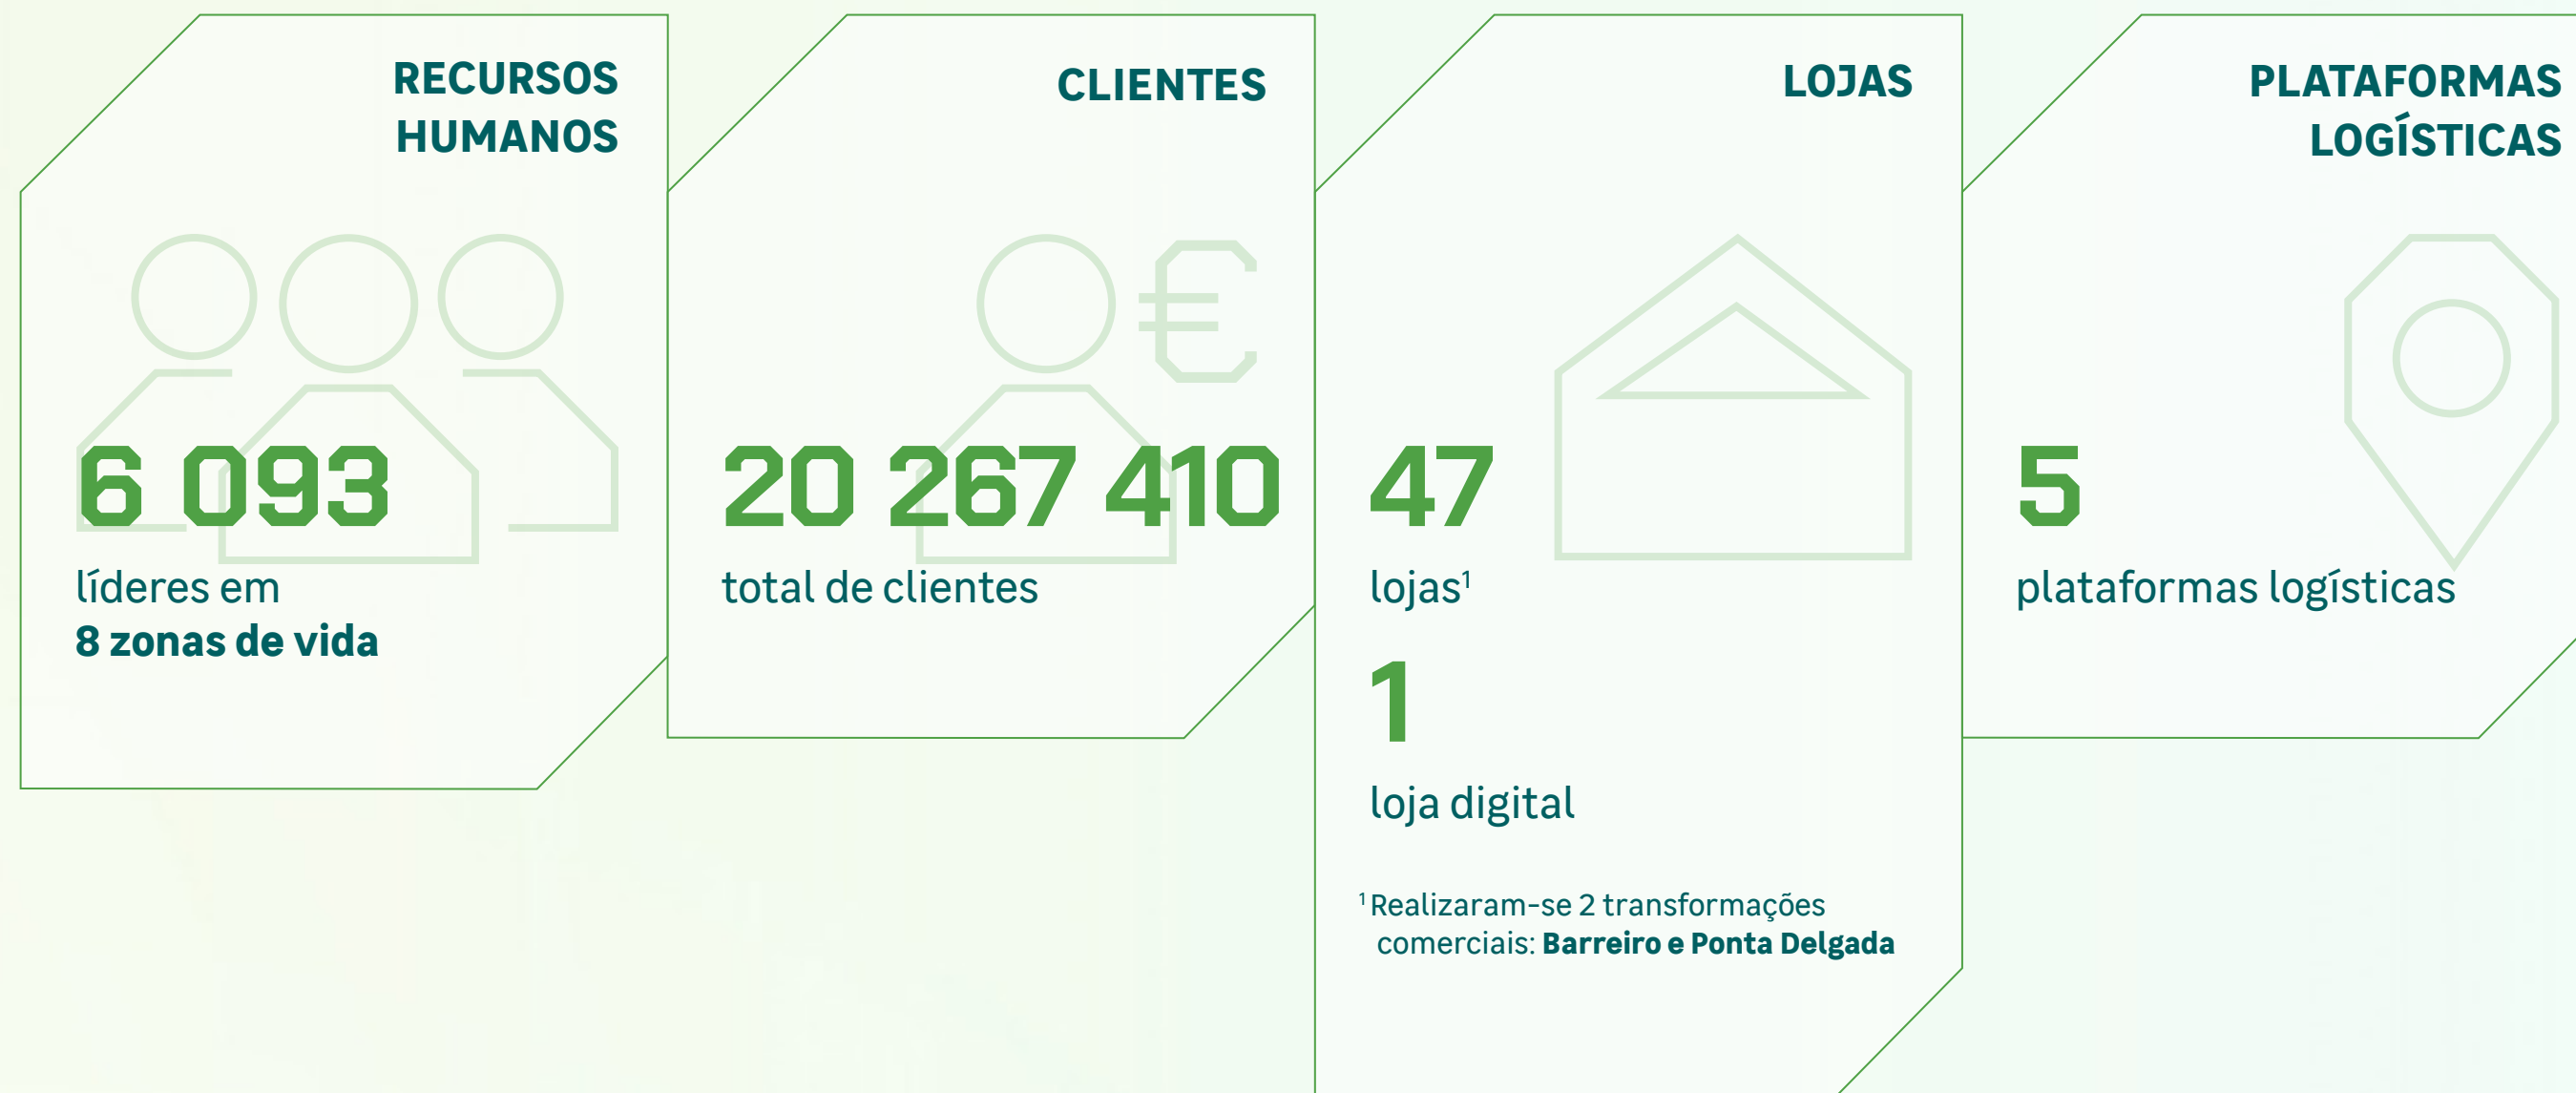 RECURSOS
HUMANOS
6 093
líderes em
8 zonas de vida
CLIENTES
€
20 267 410
total de clientes
LOJAS
47
lojas¹
1
loja digital
¹ Realizaram-se 2 transformações
comerciais: Barreiro e Ponta Delgada
PLATAFORMAS
LOGÍSTICAS
5
plataformas logísticas